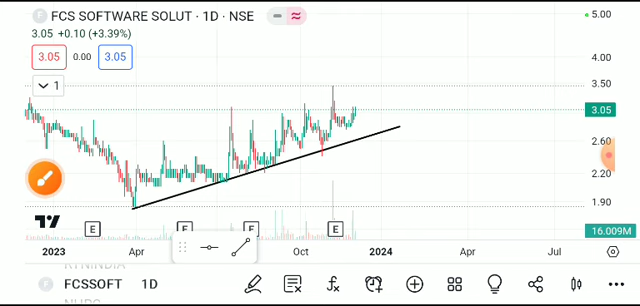 F FCS SOFTWARE SOLUT · 1D · NSE
3.05 +0.10 (+3.39%)
3.05 0.00 3.05
1
5.00
4.00
3.50
3.05
2.60
2.20
1.90
16.009M
E E E E
2023 Apr Oct 2024 Apr Jul
F FCSSOFT 1D